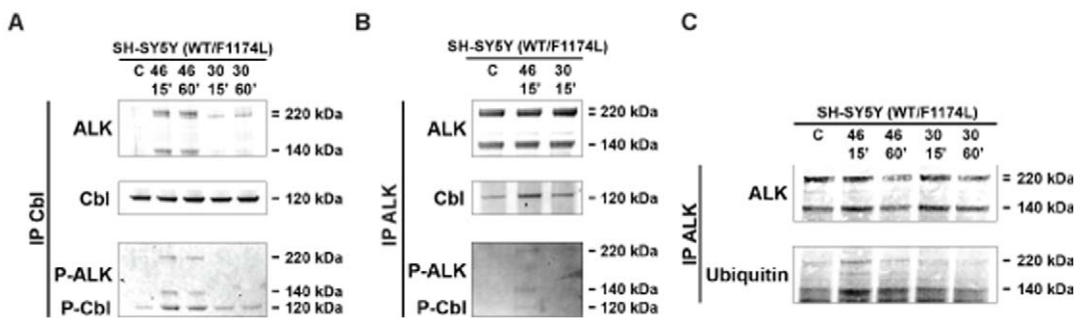 A
SH-SY5Y (WT/F1174L)
C 46 46 30 30
15' 60' 15' 60'
IP Cbl
ALK
= 220 kDa
- 140 kDa
Cbl
- 120 kDa
P-ALK
P-Cbl
- 220 kDa
- 140 kDa
- 120 kDa
B
SH-SY5Y (WT/F1174L)
C 46 30
15' 15'
IP ALK
ALK
= 220 kDa
- 140 kDa
Cbl
- 120 kDa
P-ALK
P-Cbl
- 220 kDa
- 140 kDa
- 120 kDa
C
SH-SY5Y (WT/F1174L)
C 46 46 30 30
15' 60' 15' 60'
IP ALK
ALK
= 220 kDa
- 140 kDa
Ubiquitin
- 220 kDa
- 140 kDa